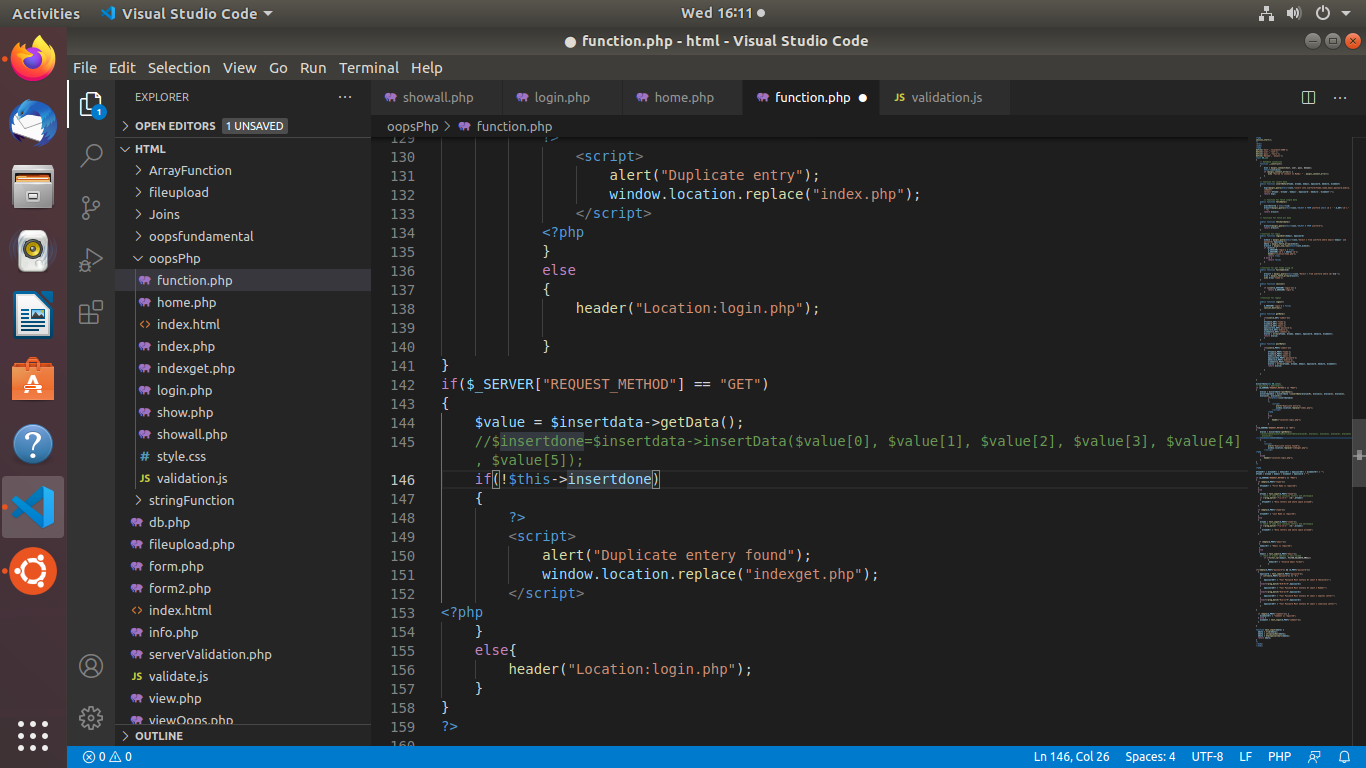 Activities
Visual Studio Code
Wed 16:11
● function.php - html - Visual Studio Code
File Edit Selection View Go Run Terminal Help
1
EXPLORER
OPEN EDITORS 1 UNSAVED
HTML
ArrayFunction
fileupload
Joins
oopsfundamental
oopsPhp
function.php
home.php
index.html
index.php
indexget.php
login.php
show.php
showall.php
style.css
validation.js
stringFunction
db.php
fileupload.php
form.php
form2.php
index.html
info.php
serverValidation.php
validate.js
view.php
viewOops.php
OUTLINE
showall.php login.php home.php function.php ● JS validation.js
oopsPhp > function.php
129 ?>
130 <script>
131 alert("Duplicate entry");
132 window.location.replace("index.php");
133 </script>
134 <?php
135 }
136 else
137 {
138 header("Location:login.php");
139
140 }
141 }
142 if($_SERVER["REQUEST_METHOD"] == "GET")
143 {
144 $value = $insertdata->getData();
145 //$insertdone=$insertdata->insertData($value[0], $value[1], $value[2], $value[3], $value[4]
, $value[5]);
146 if(!$this->insertdone)
147 {
148 ?>
149 <script>
150 alert("Duplicate entery found");
151 window.location.replace("indexget.php");
152 </script>
153 <?php
154 }
155 else{
156 header("Location:login.php");
157 }
158 }
159 ?>
160
0 0 Ln 146, Col 26 Spaces: 4 UTF-8 LF PHP